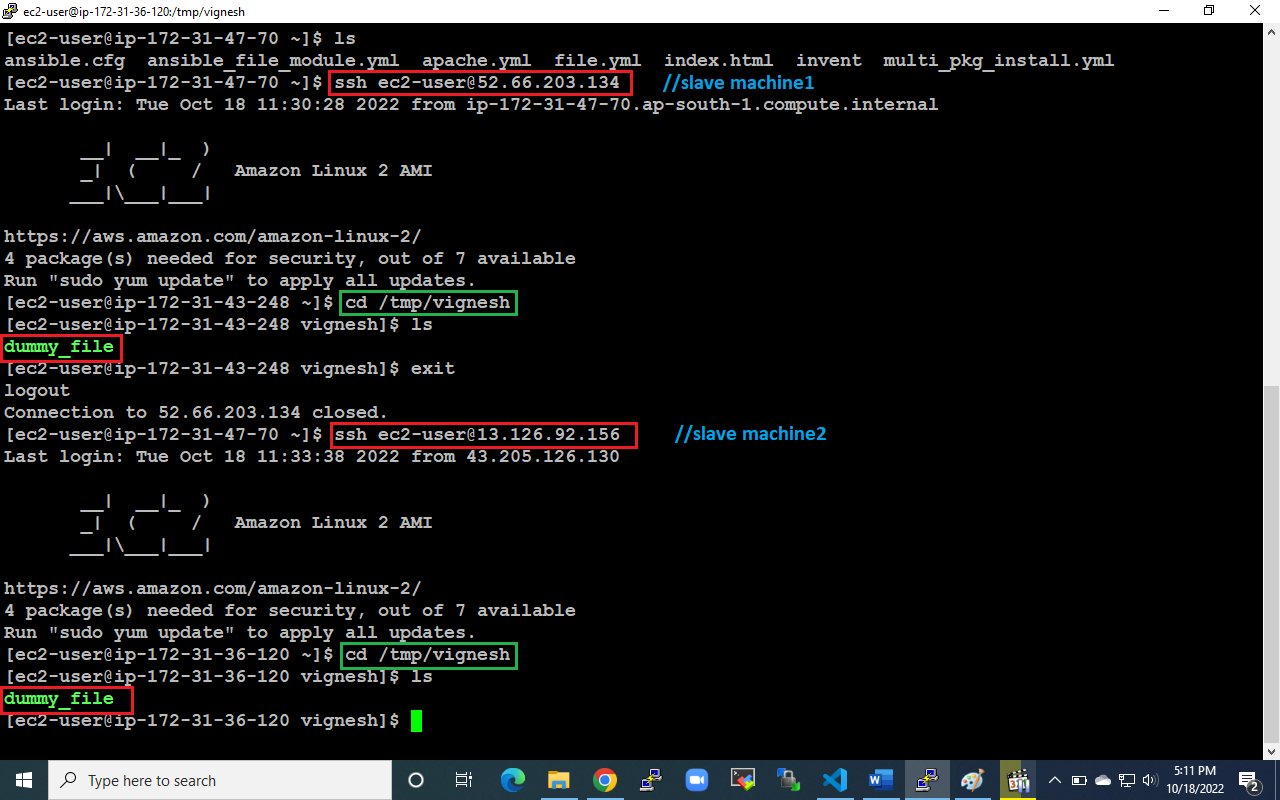 ec2-user@ip-172-31-36-120:/tmp/vignesh
[ec2-user@ip-172-31-47-70 ~]$ ls
ansible.cfg  ansible_file_module.yml  apache.yml  file.yml  index.html  invent  multi_pkg_install.yml
[ec2-user@ip-172-31-47-70 ~]$ ssh ec2-user@52.66.203.134 //slave machine1
Last login: Tue Oct 18 11:30:28 2022 from ip-172-31-47-70.ap-south-1.compute.internal
       __|  __|_  )
       _|  (     /   Amazon Linux 2 AMI
      ___|\___|___|
https://aws.amazon.com/amazon-linux-2/
4 package(s) needed for security, out of 7 available
Run "sudo yum update" to apply all updates.
[ec2-user@ip-172-31-43-248 ~]$ cd /tmp/vignesh
[ec2-user@ip-172-31-43-248 vignesh]$ ls
dummy_file
[ec2-user@ip-172-31-43-248 vignesh]$ exit
logout
Connection to 52.66.203.134 closed.
[ec2-user@ip-172-31-47-70 ~]$ ssh ec2-user@13.126.92.156 //slave machine2
Last login: Tue Oct 18 11:33:38 2022 from 43.205.126.130
       __|  __|_  )
       _|  (     /   Amazon Linux 2 AMI
      ___|\___|___|
https://aws.amazon.com/amazon-linux-2/
4 package(s) needed for security, out of 7 available
Run "sudo yum update" to apply all updates.
[ec2-user@ip-172-31-36-120 ~]$ cd /tmp/vignesh
[ec2-user@ip-172-31-36-120 vignesh]$ ls
dummy_file
[ec2-user@ip-172-31-36-120 vignesh]$
Type here to search
5:11 PM
10/18/2022
2